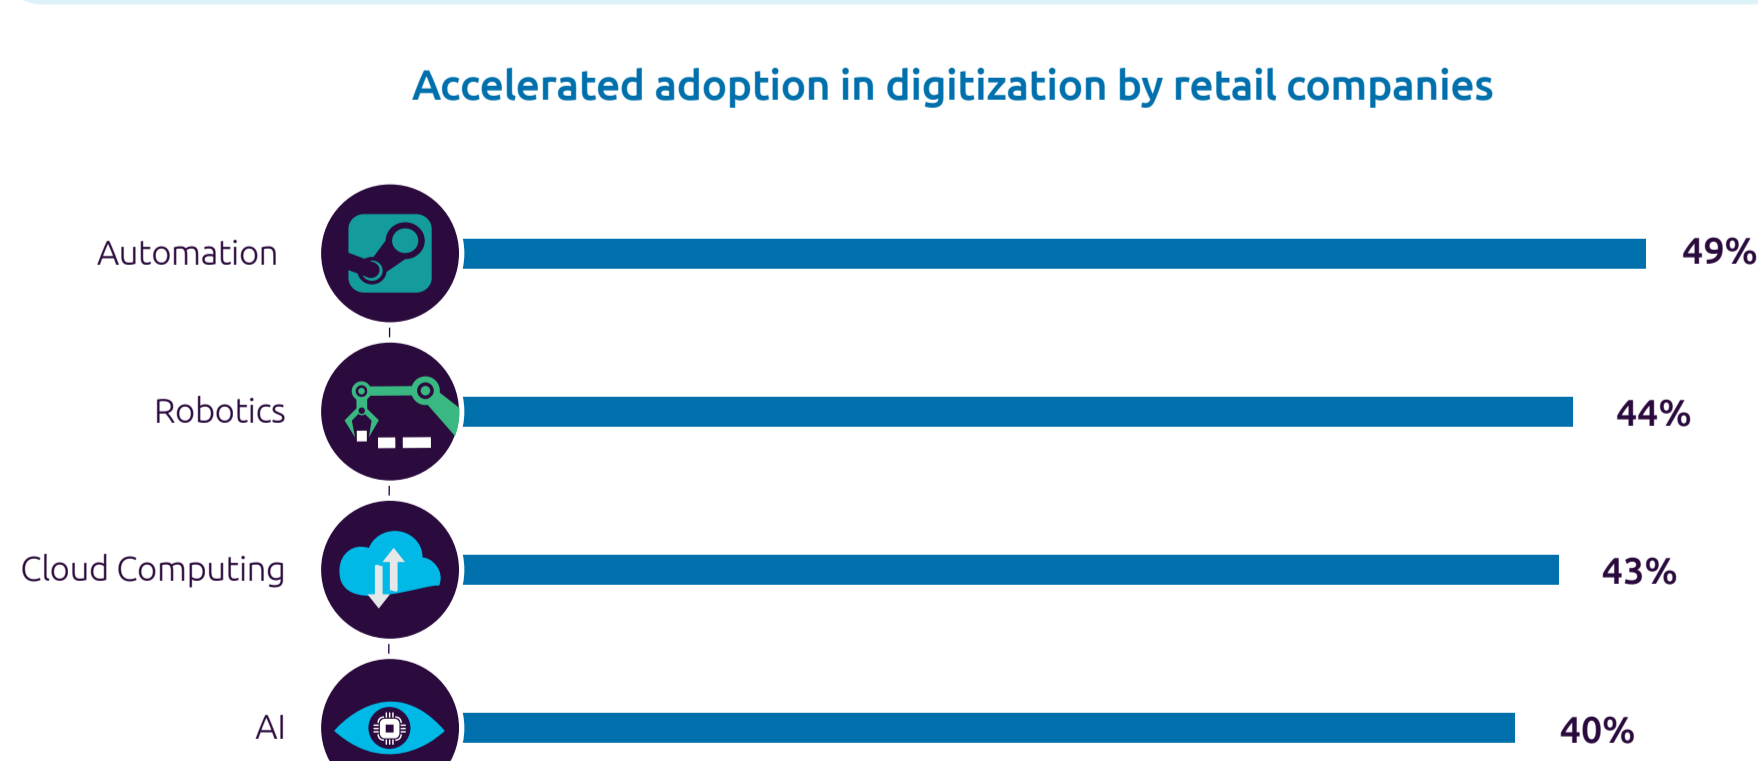 Accelerated adoption in digitization by retail companies
Automation 49%
Robotics 44%
Cloud Computing 43%
AI 40%